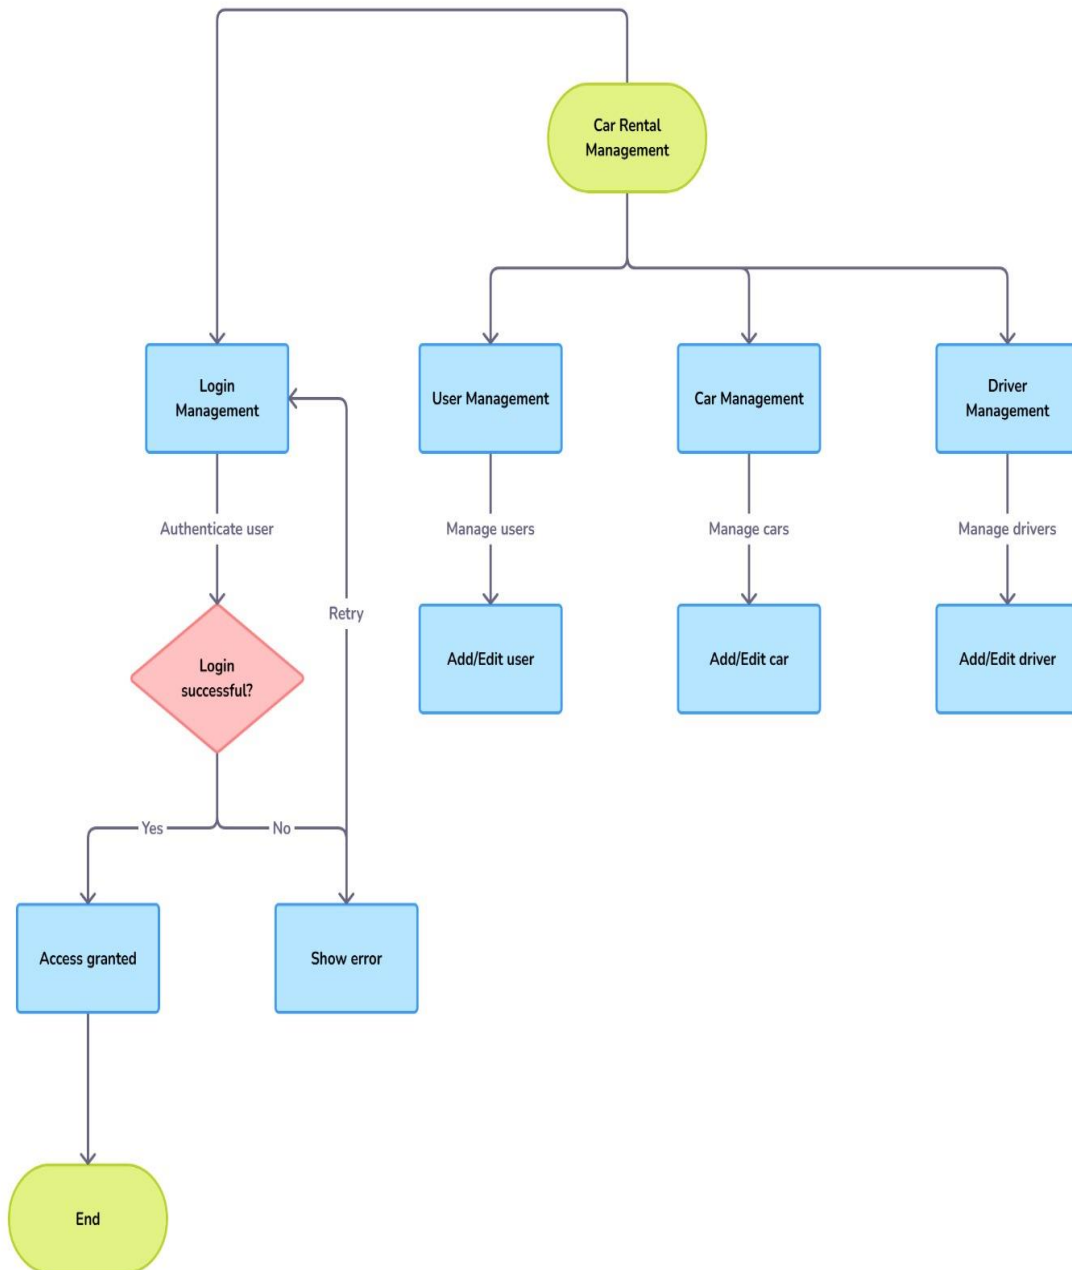 Car Rental
Management
Login
Management
User Management
Car Management
Driver
Management
Authenticate user
Manage users
Manage cars
Manage drivers
Retry
Login
successful?
Add/Edit user
Add/Edit car
Add/Edit driver
Yes
No
Access granted
Show error
End